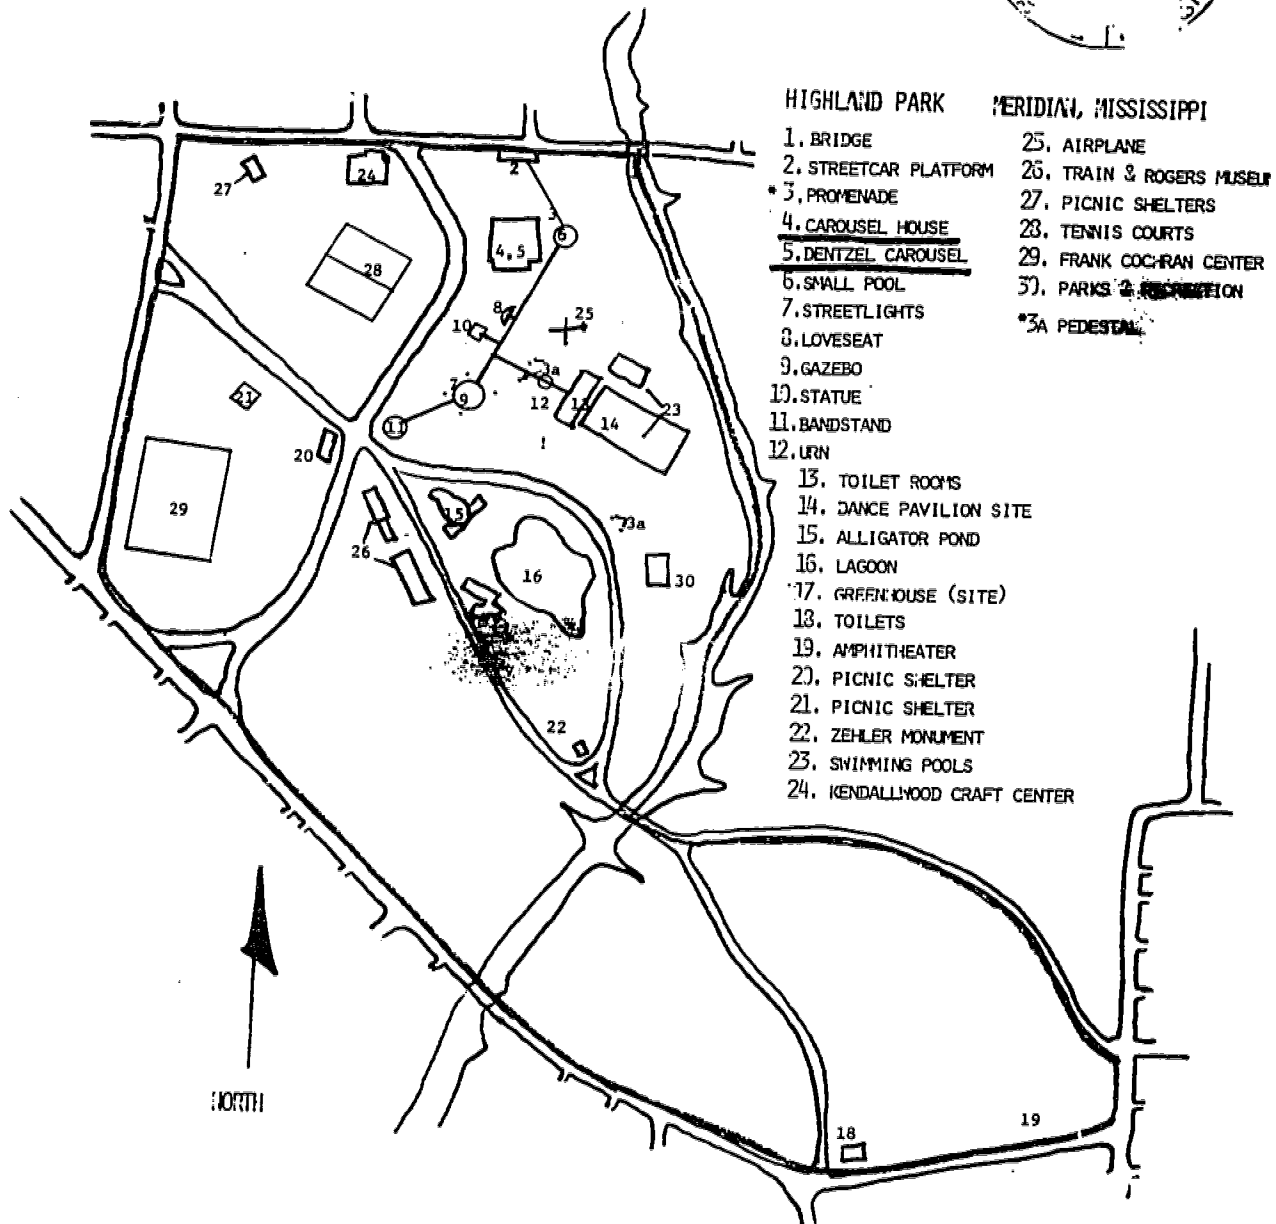 HIGHLAND PARK MERIDIAN, MISSISSIPPI
1. BRIDGE
2. STREETCAR PLATFORM
*3. PROMENADE
4. CAROUSEL HOUSE
5. DENTZEL CAROUSEL
6. SMALL POOL
7. STREETLIGHTS
8. LOVESEAT
9. GAZEBO
10. STATUE
11. BANDSTAND
12. URN
13. TOILET ROOMS
14. DANCE PAVILION SITE
15. ALLIGATOR POND
16. LAGOON
17. GREENHOUSE (SITE)
18. TOILETS
19. AMPHITHEATER
20. PICNIC SHELTER
21. PICNIC SHELTER
22. ZEHLER MONUMENT
23. SWIMMING POOLS
24. KENDALLWOOD CRAFT CENTER
25. AIRPLANE
26. TRAIN & ROGERS MUSEUM
27. PICNIC SHELTERS
28. TENNIS COURTS
29. FRANK COCHRAN CENTER
30. PARKS & RECREATION
*3A PEDESTAL
1
2
24
27
3
6
4,5
28
8
25
10
3a
7
9
12
13
23
21
14
11
20
29
15
3a
26
16
30
22
NORTH
19
18